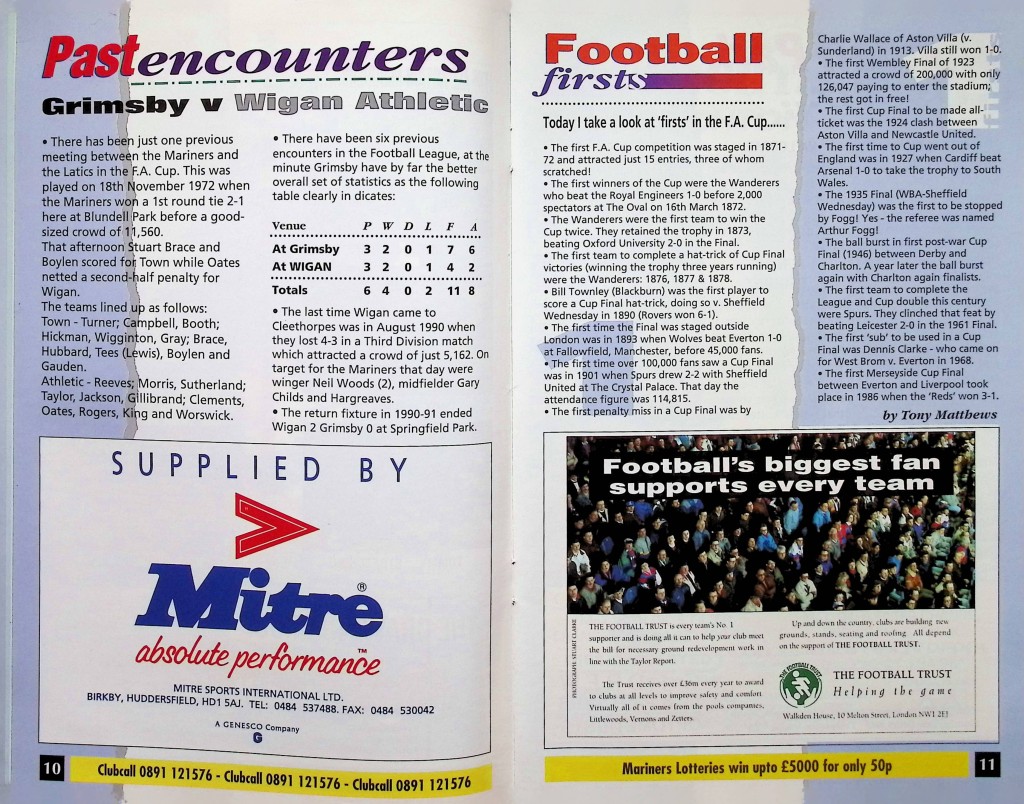 Past encounters
Grimsby v Wigan Athletic
• There has been just one previous
meeting between the Mariners and
the Latics in the F.A. Cup. This was
played on 18th November 1972 when
the Mariners won a 1st round tie 2-1
here at Blundell Park before a good-
sized crowd of 11,560.
That afternoon Stuart Brace and
Boylen scored for Town while Oates
netted a second-half penalty for
Wigan.
The teams lined up as follows:
Town - Turner; Campbell, Booth;
Hickman, Wigginton, Gray; Brace,
Hubbard, Tees (Lewis), Boylen and
Gauden.
Athletic - Reeves; Morris, Sutherland;
Taylor, Jackson, Gillibrand; Clements,
Oates, Rogers, King and Worswick.
• There have been six previous
encounters in the Football League, at the
minute Grimsby have by far the better
overall set of statistics as the following
table clearly in dicates:
Venue P W D L F A
At Grimsby 3 2 0 1 7 6
At WIGAN 3 2 0 1 4 2
Totals 6 4 0 2 11 8
• The last time Wigan came to
Cleethorpes was in August 1990 when
they lost 4-3 in a Third Division match
which attracted a crowd of just 5,162. On
target for the Mariners that day were
winger Neil Woods (2), midfielder Gary
Childs and Hargreaves.
• The return fixture in 1990-91 ended
Wigan 2 Grimsby 0 at Springfield Park.
SUPPLIED BY
Mitre ®
absolute performance ™
MITRE SPORTS INTERNATIONAL LTD.
BIRKBY, HUDDERSFIELD, HD1 5AJ. TEL: 0484 537488. FAX: 0484 530042
A GENESCO Company
G
10
Clubcall 0891 121576 - Clubcall 0891 121576 - Clubcall 0891 121576
Football
firsts
Today I take a look at 'firsts' in the F.A. Cup......
• The first F.A. Cup competition was staged in 1871-
72 and attracted just 15 entries, three of whom
scratched!
• The first winners of the Cup were the Wanderers
who beat the Royal Engineers 1-0 before 2,000
spectators at The Oval on 16th March 1872.
• The Wanderers were the first team to win the
Cup twice. They retained the trophy in 1873,
beating Oxford University 2-0 in the Final.
• The first team to complete a hat-trick of Cup Final
victories (winning the trophy three years running)
were the Wanderers: 1876, 1877 & 1878.
• Bill Townley (Blackburn) was the first player to
score a Cup Final hat-trick, doing so v. Sheffield
Wednesday in 1890 (Rovers won 6-1).
• The first time the Final was staged outside
London was in 1893 when Wolves beat Everton 1-0
at Fallowfield, Manchester, before 45,000 fans.
• The first time over 100,000 fans saw a Cup Final
was in 1901 when Spurs drew 2-2 with Sheffield
United at The Crystal Palace. That day the
attendance figure was 114,815.
• The first penalty miss in a Cup Final was by
Charlie Wallace of Aston Villa (v.
Sunderland) in 1913. Villa still won 1-0.
• The first Wembley Final of 1923
attracted a crowd of 200,000 with only
126,047 paying to enter the stadium;
the rest got in free!
• The first Cup Final to be made all-
ticket was the 1924 clash between
Aston Villa and Newcastle United.
• The first time to Cup went out of
England was in 1927 when Cardiff beat
Arsenal 1-0 to take the trophy to South
Wales.
• The 1935 Final (WBA-Sheffield
Wednesday) was the first to be stopped
by Fogg! Yes - the referee was named
Arthur Fogg!
• The ball burst in first post-war Cup
Final (1946) between Derby and
Charlton. A year later the ball burst
again with Charlton again finalists.
• The first team to complete the
League and Cup double this century
were Spurs. They clinched that feat by
beating Leicester 2-0 in the 1961 Final.
• The first 'sub' to be used in a Cup
Final was Dennis Clarke - who came on
for West Brom v. Everton in 1968.
• The first Merseyside Cup Final
between Everton and Liverpool took
place in 1986 when the 'Reds' won 3-1.
by Tony Matthews
Football's biggest fan
supports every team
PHOTOGRAPH: STUART CLARKE
THE FOOTBALL TRUST is every team's No. 1
supporter and is doing all it can to help your club meet
the bill for necessary ground redevelopment work in
line with the Taylor Report.
The Trust receives over £36m every year to award
to clubs at all levels to improve safety and comfort.
Virtually all of it comes from the pools companies,
Littlewoods, Vernons and Zetters.
Up and down the country, clubs are building new
grounds, stands, seating and roofing. All depend
on the support of THE FOOTBALL TRUST.
THE FOOTBALL TRUST
THE FOOTBALL TRUST
Helping the game
Walkden House, 10 Melton Street, London NW1 2EJ
Mariners Lotteries win upto £5000 for only 50p
11